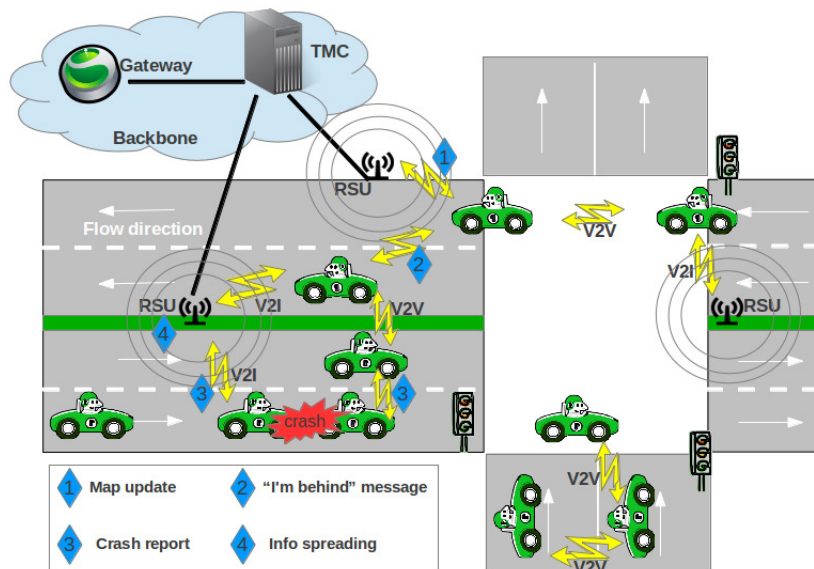 Gateway
TMC
Backbone
1
RSU
Flow direction
V2V
2
RSU
V2I
V2V
V2I
RSU
4
V2I
3
3
crash
V2V
1 Map update
2 “I'm behind” message
3 Crash report
4 Info spreading